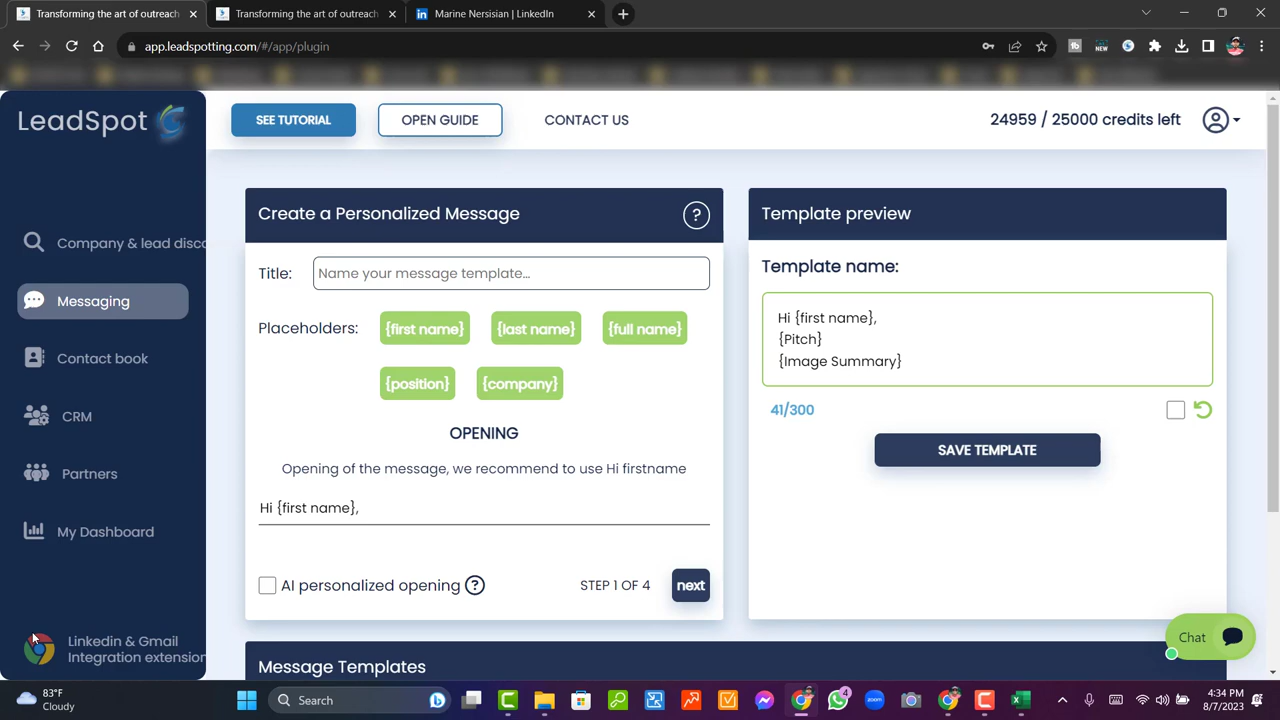 Transforming the art of outreach
Transforming the art of outreach
Marine Nersisian | LinkedIn
app.leadspotting.com/#/app/plugin
NEW
LeadSpot
SEE TUTORIAL
OPEN GUIDE
CONTACT US
24959 / 25000 credits left
Company & lead disco
Messaging
Contact book
CRM
Partners
My Dashboard
Linkedin & Gmail
Integration extension
Create a Personalized Message
?
Title:
Name your message template...
Placeholders:
{first name}
{last name}
{full name}
{position}
{company}
OPENING
Opening of the message, we recommend to use Hi firstname
Hi {first name},
AI personalized opening
?
STEP 1 OF 4
next
Template preview
Template name:
Hi {first name},
{Pitch}
{Image Summary}
41/300
SAVE TEMPLATE
Message Templates
Chat
83°F
Cloudy
Search
zoom
4
4:34 PM
8/7/2023